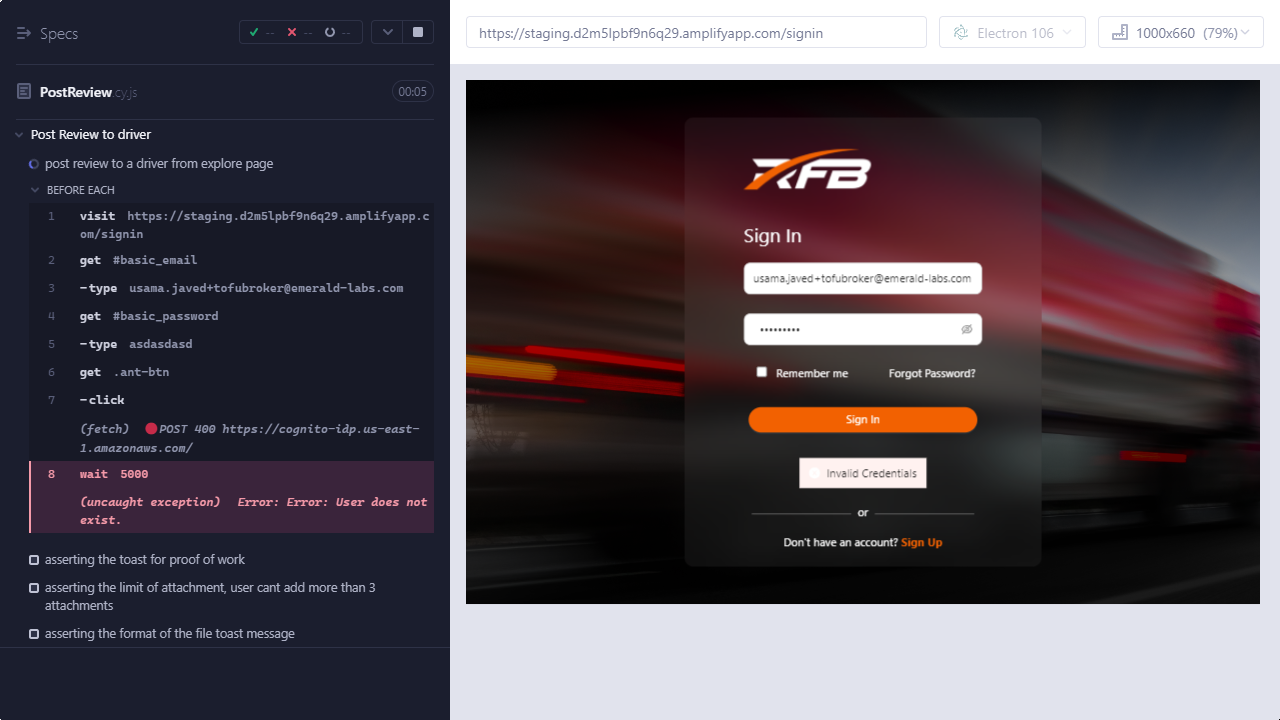 Specs
--
--
--
PostReview.cy.js
00:05
Post Review to driver
post review to a driver from explore page
BEFORE EACH
1 visit https://staging.d2m5lpbf9n6q29.amplifyapp.c
om/signin
2 get #basic_email
3 -type usama.javed+tofubroker@emerald-labs.com
4 get #basic_password
5 -type asdasdasd
6 get .ant-btn
7 -click
(fetch) POST 400 https://cognito-idp.us-east-
1.amazonaws.com/
8 wait 5000
(uncaught exception) Error: Error: User does not
exist.
asserting the toast for proof of work
asserting the limit of attachment, user cant add more than 3
attachments
asserting the format of the file toast message
https://staging.d2m5lpbf9n6q29.amplifyapp.com/signin
Electron 106
1000x660 (79%)
RFB
Sign In
usama.javed+tofubroker@emerald-labs.com
•••••••••
Remember me
Forgot Password?
Sign In
Invalid Credentials
or
Don't have an account? Sign Up